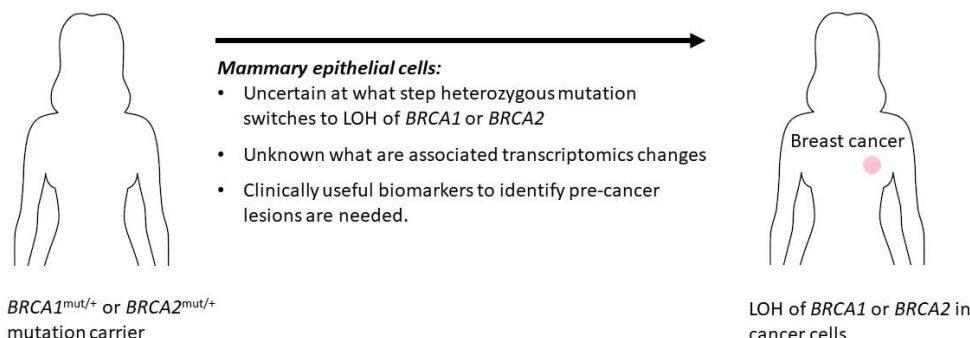 Mammary epithelial cells:
• Uncertain at what step heterozygous mutation
switches to LOH of BRCA1 or BRCA2
• Unknown what are associated transcriptomics changes
• Clinically useful biomarkers to identify pre-cancer
lesions are needed.
Breast cancer
BRCA1mut/+ or BRCA2mut/+
mutation carrier
LOH of BRCA1 or BRCA2 in
cancer cells